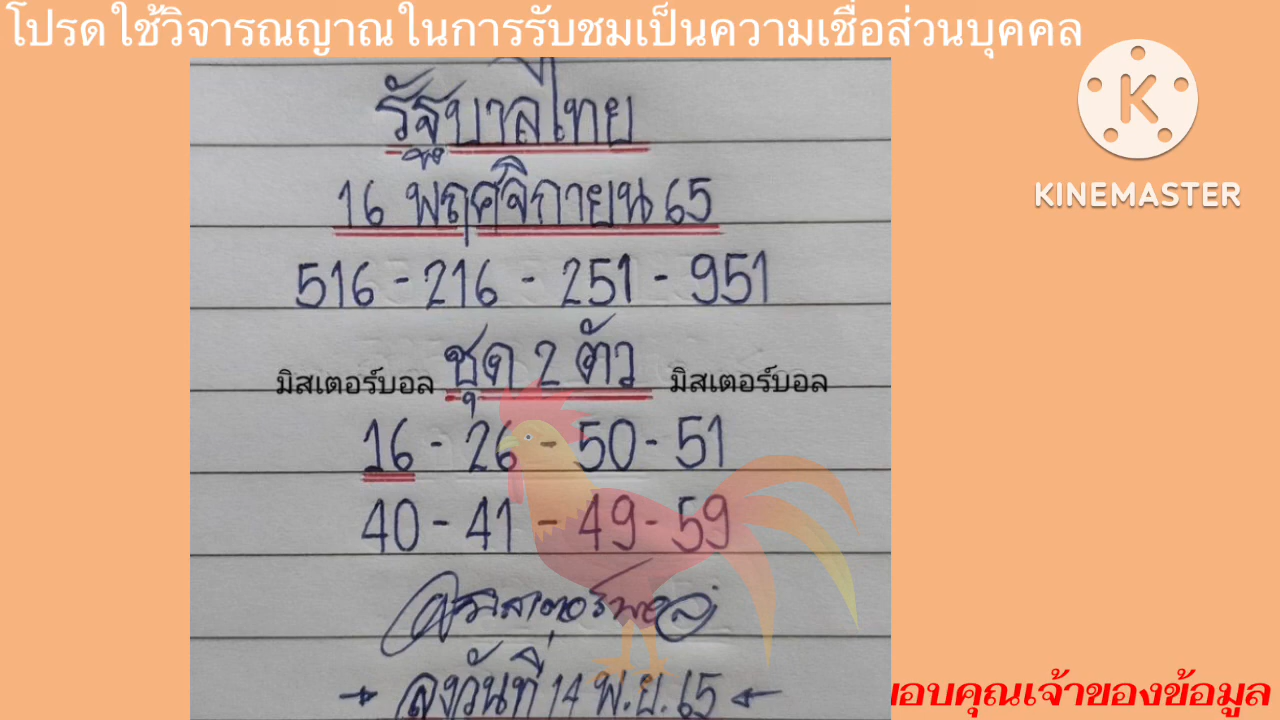 โปรดใช้วิจารณญาณในการรับชมเป็นความเชื่อส่วนบุคคล
K
KINEMASTER
รัฐบาลไทย
16 พฤศจิกายน 65
516 - 216 - 251 - 951
ชุด 2 ตัว
มิสเตอร์บอล มิสเตอร์บอล
16 - 26 - 50 - 51
40 - 41 - 49 - 59
ลงวันที่ 14 พ.ย. 65
ขอบคุณเจ้าของข้อมูล